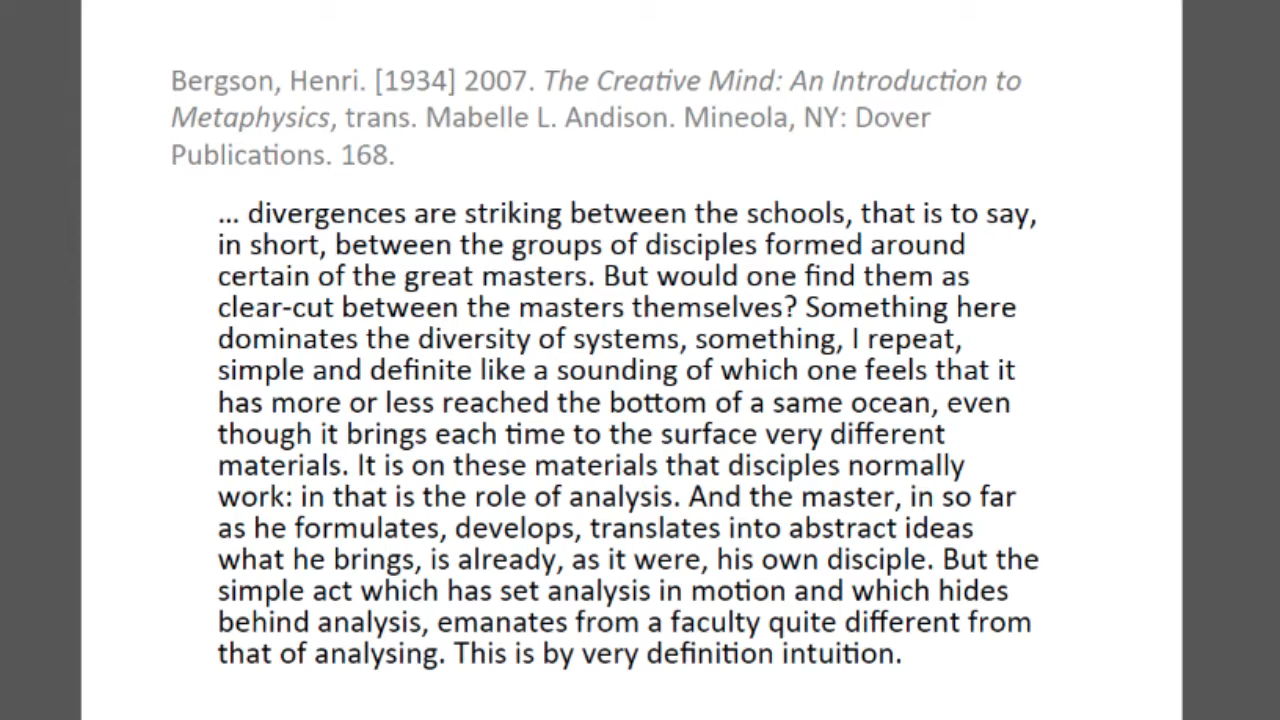 Bergson, Henri. [1934] 2007. The Creative Mind: An Introduction to
Metaphysics, trans. Mabelle L. Andison. Mineola, NY: Dover
Publications. 168.
... divergences are striking between the schools, that is to say,
in short, between the groups of disciples formed around
certain of the great masters. But would one find them as
clear-cut between the masters themselves? Something here
dominates the diversity of systems, something, I repeat,
simple and definite like a sounding of which one feels that it
has more or less reached the bottom of a same ocean, even
though it brings each time to the surface very different
materials. It is on these materials that disciples normally
work: in that is the role of analysis. And the master, in so far
as he formulates, develops, translates into abstract ideas
what he brings, is already, as it were, his own disciple. But the
simple act which has set analysis in motion and which hides
behind analysis, emanates from a faculty quite different from
that of analysing. This is by very definition intuition.